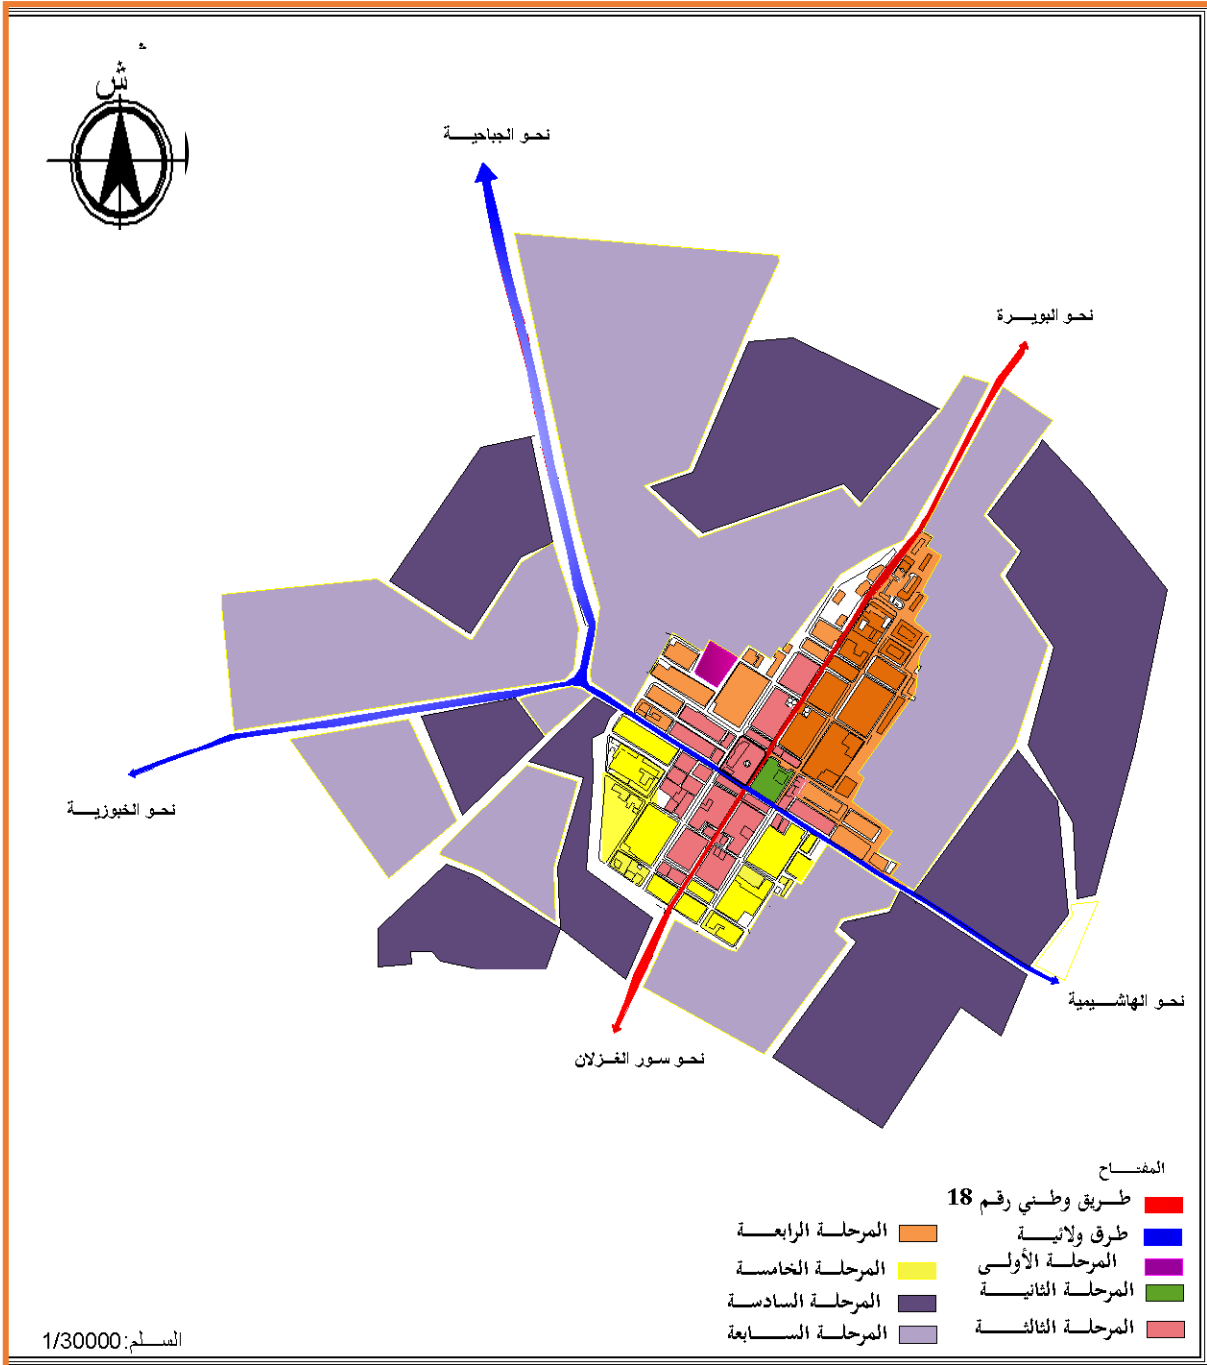 ش
نحو الجباحية
نحو البويرة
نحو الخبوزية
نحو الهاشيمية
نحو سور الغزلان
المفتاح
طريق وطني رقم 18
طرق ولائية
المرحلة الأولى
المرحلة الثانية
المرحلة الثالثة
المرحلة الرابعة
المرحلة الخامسة
المرحلة السادسة
المرحلة السابعة
السلم:1/30000